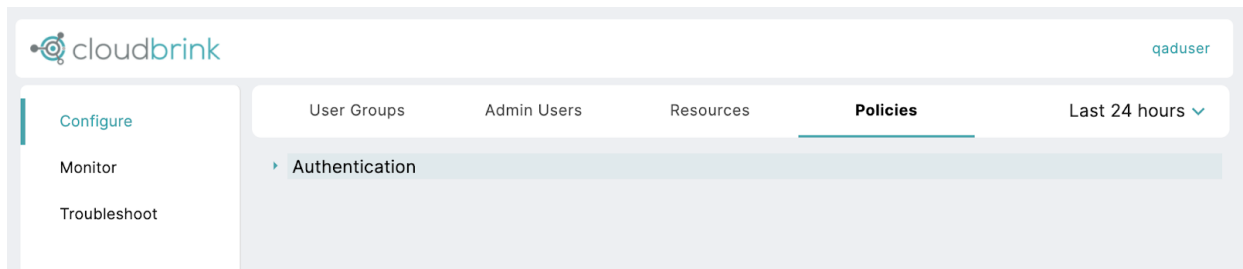 cloudbrink
qaduser
Configure
Monitor
Troubleshoot
User Groups Admin Users Resources Policies Last 24 hours
Authentication